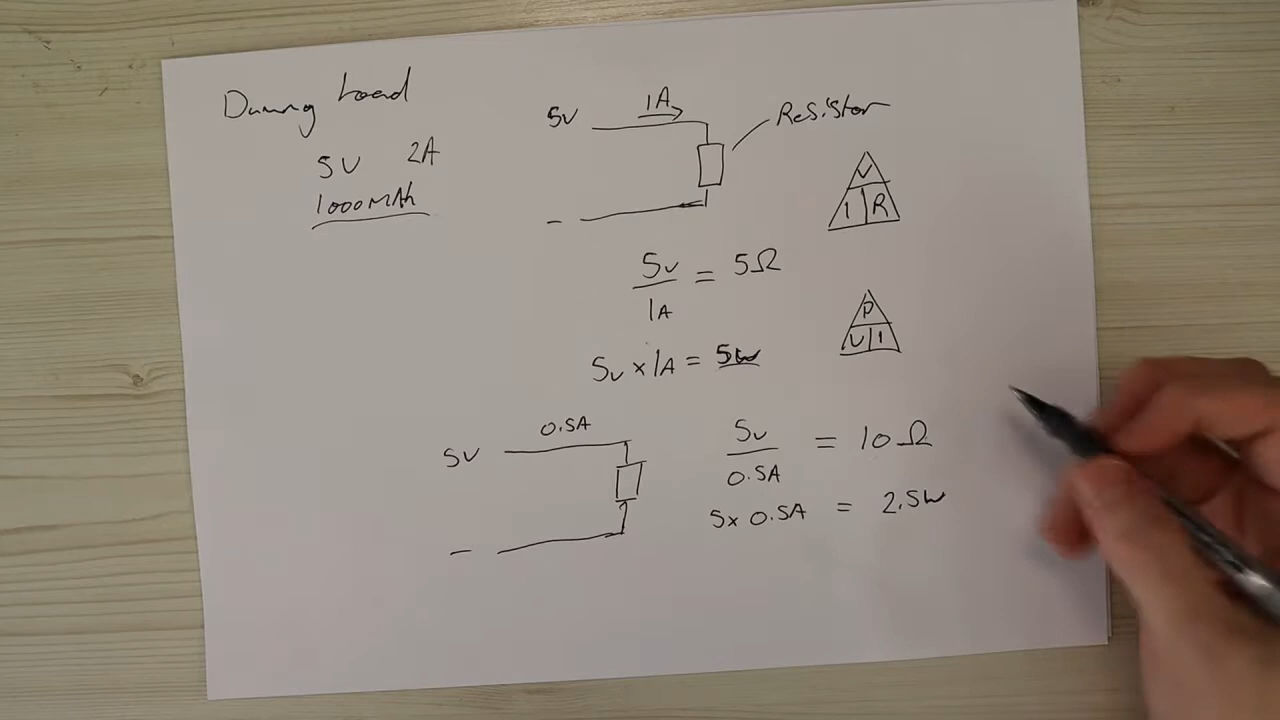 Dummy Load
5V 2A
1000mAh
5V 1A Resistor
V
I R
5v
1A
= 5Ω
P
V I
5v x 1A = 5W
5V 0.5A
5v
0.5A
= 10Ω
5 x 0.5A = 2.5W